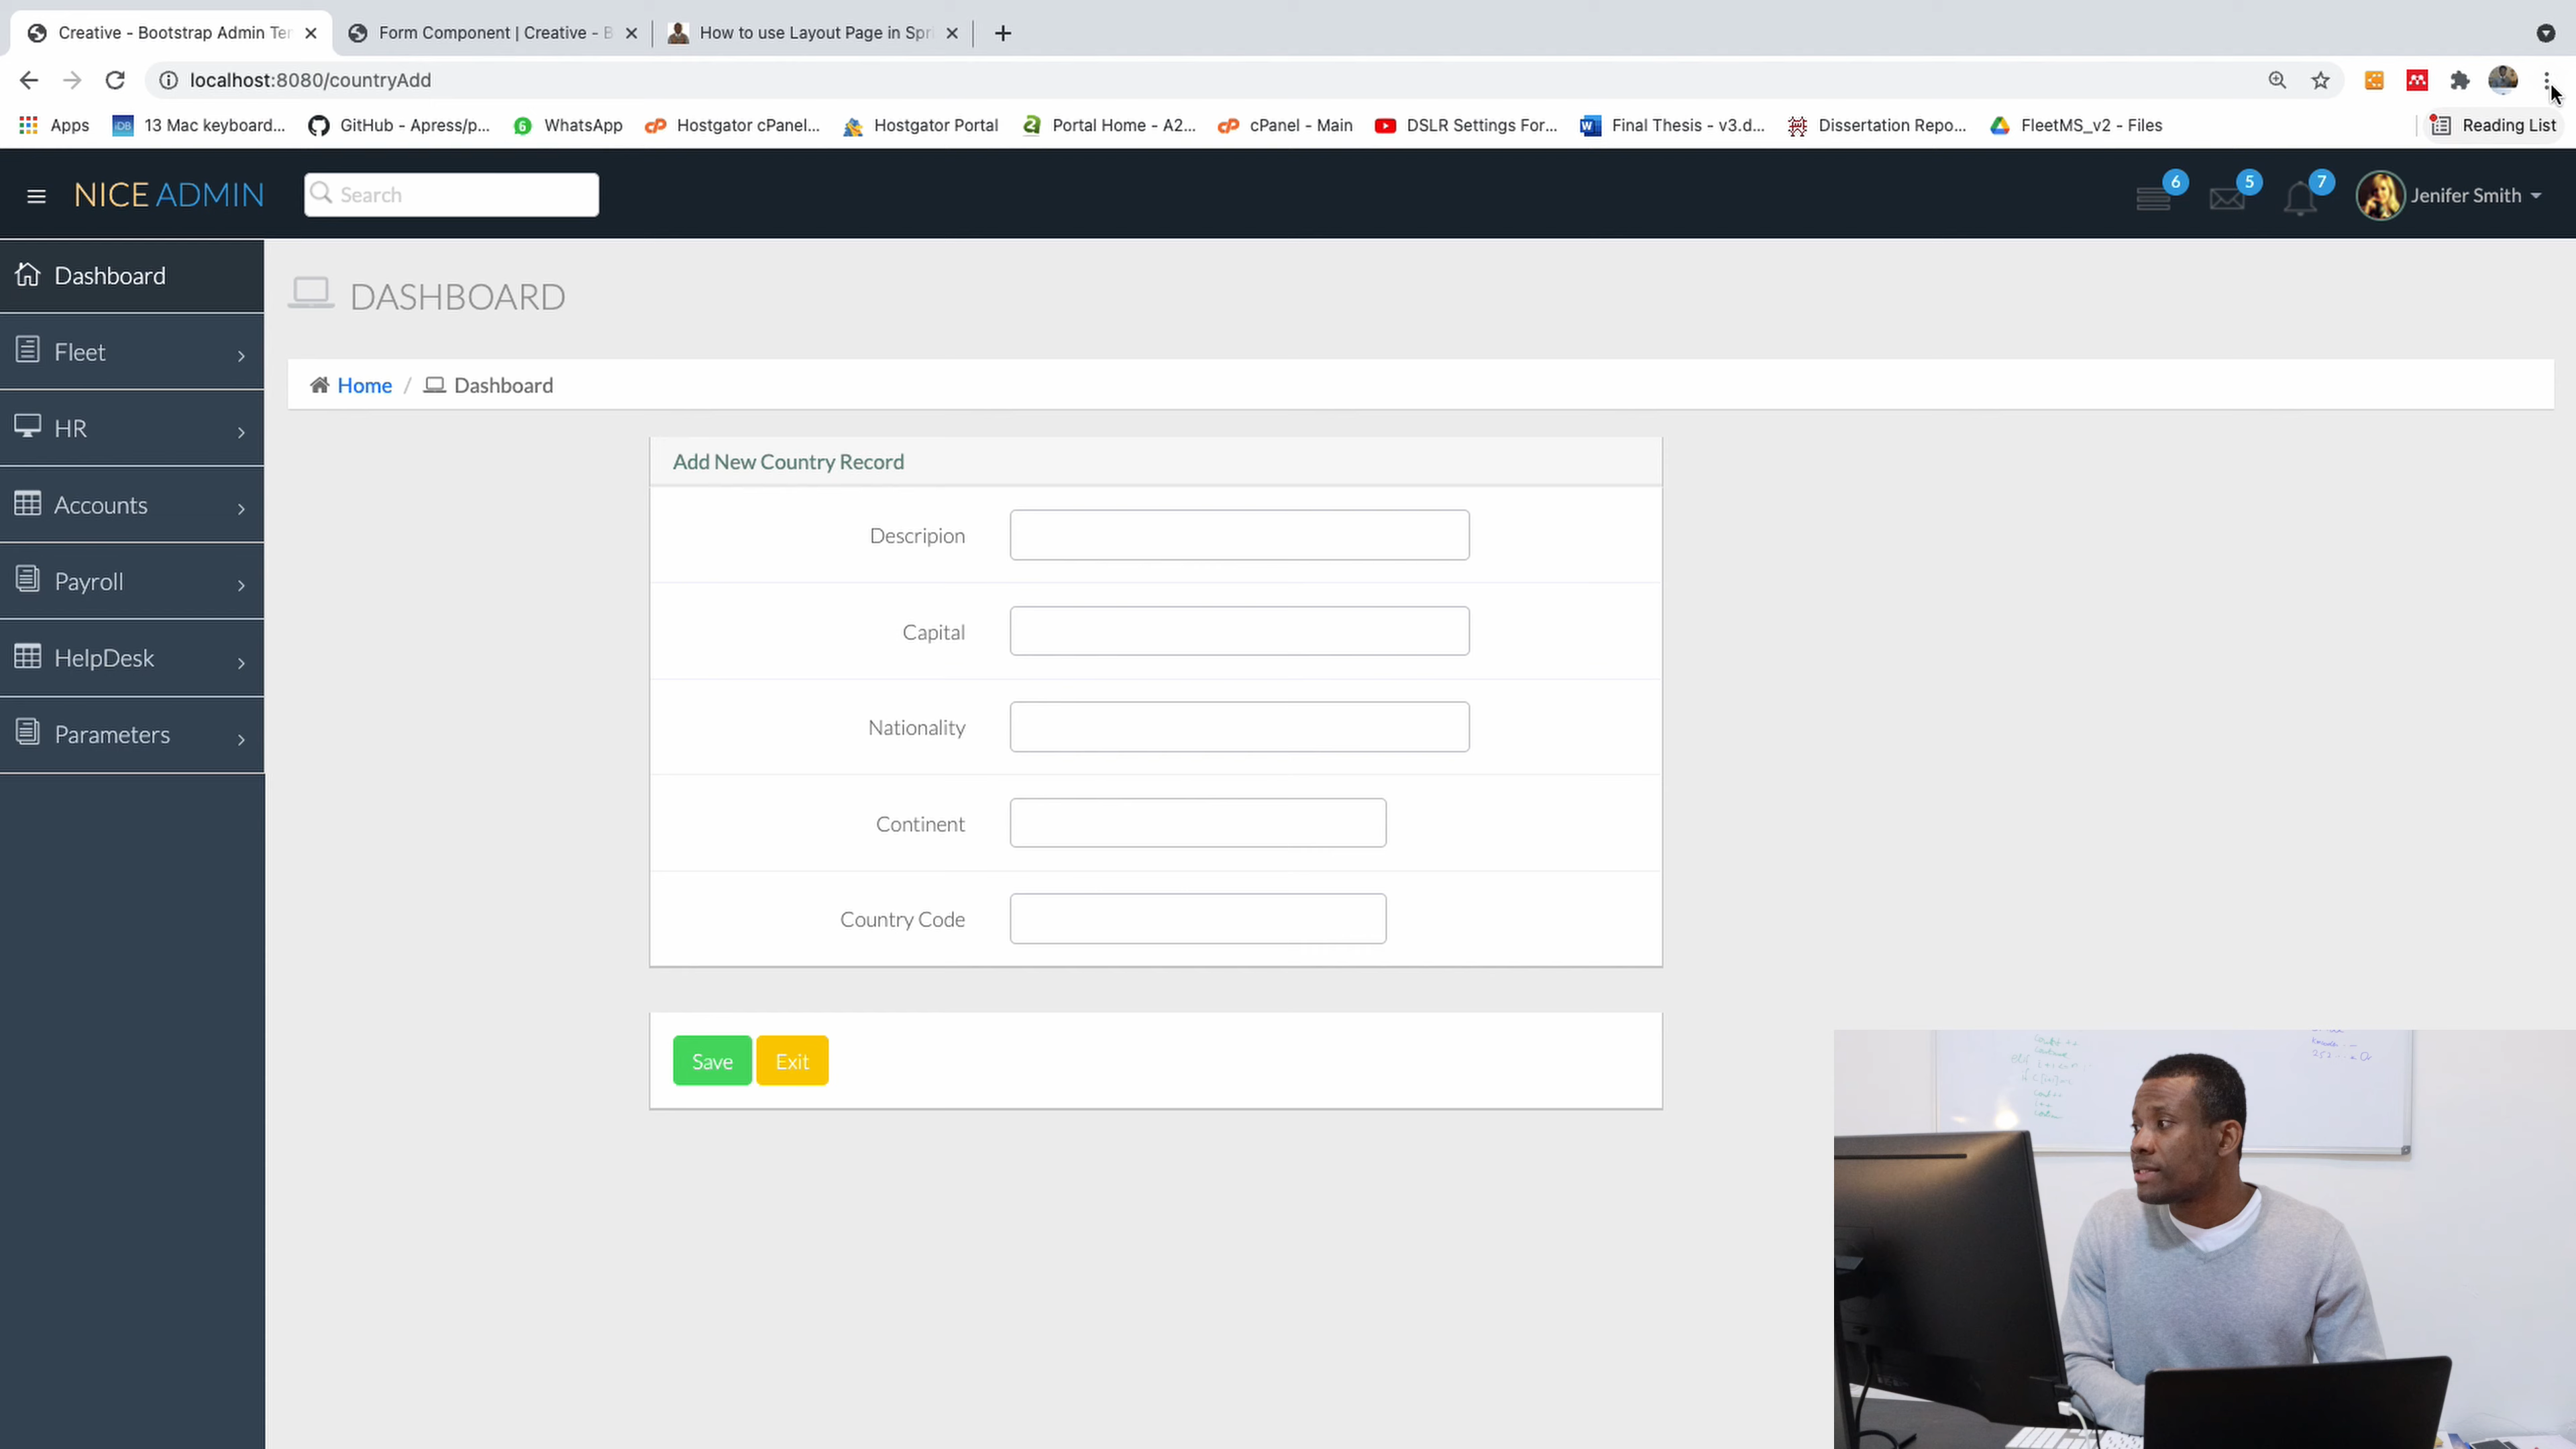 Creative - Bootstrap Admin Ter
Form Component | Creative - B
How to use Layout Page in Spri
localhost:8080/countryAdd
Apps
13 Mac keyboard...
GitHub - Apress/p...
WhatsApp
Hostgator cPanel...
Hostgator Portal
Portal Home - A2...
cPanel - Main
DSLR Settings For...
Final Thesis - v3.d...
Dissertation Repo...
FleetMS_v2 - Files
Reading List
NICE ADMIN
Search
6
5
7
Jenifer Smith
Dashboard
Fleet
HR
Accounts
Payroll
HelpDesk
Parameters
DASHBOARD
Home / Dashboard
Add New Country Record
Descripion
Capital
Nationality
Continent
Country Code
Save
Exit